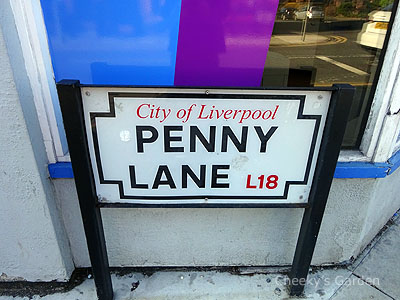 City of Liverpool
PENNY
LANE L18
Cheeky's Garden